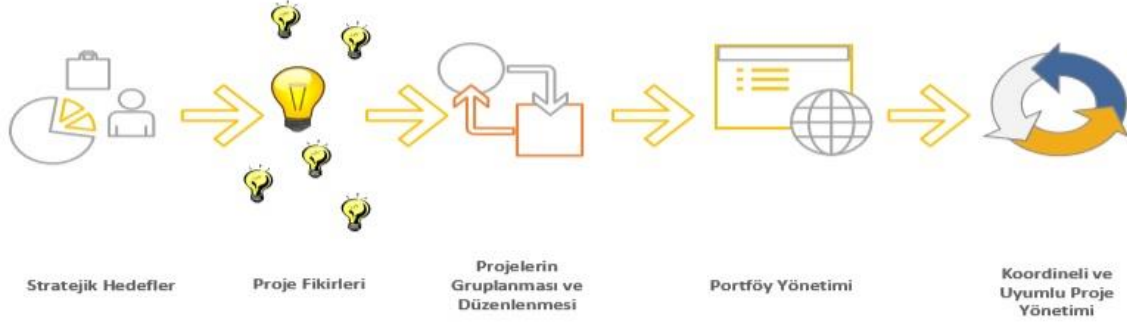 Stratejik Hedefler
Proje Fikirleri
Projelerin
Gruplanması ve
Düzenlenmesi
Portföy Yönetimi
Koordineli ve
Uyumlu Proje
Yönetimi